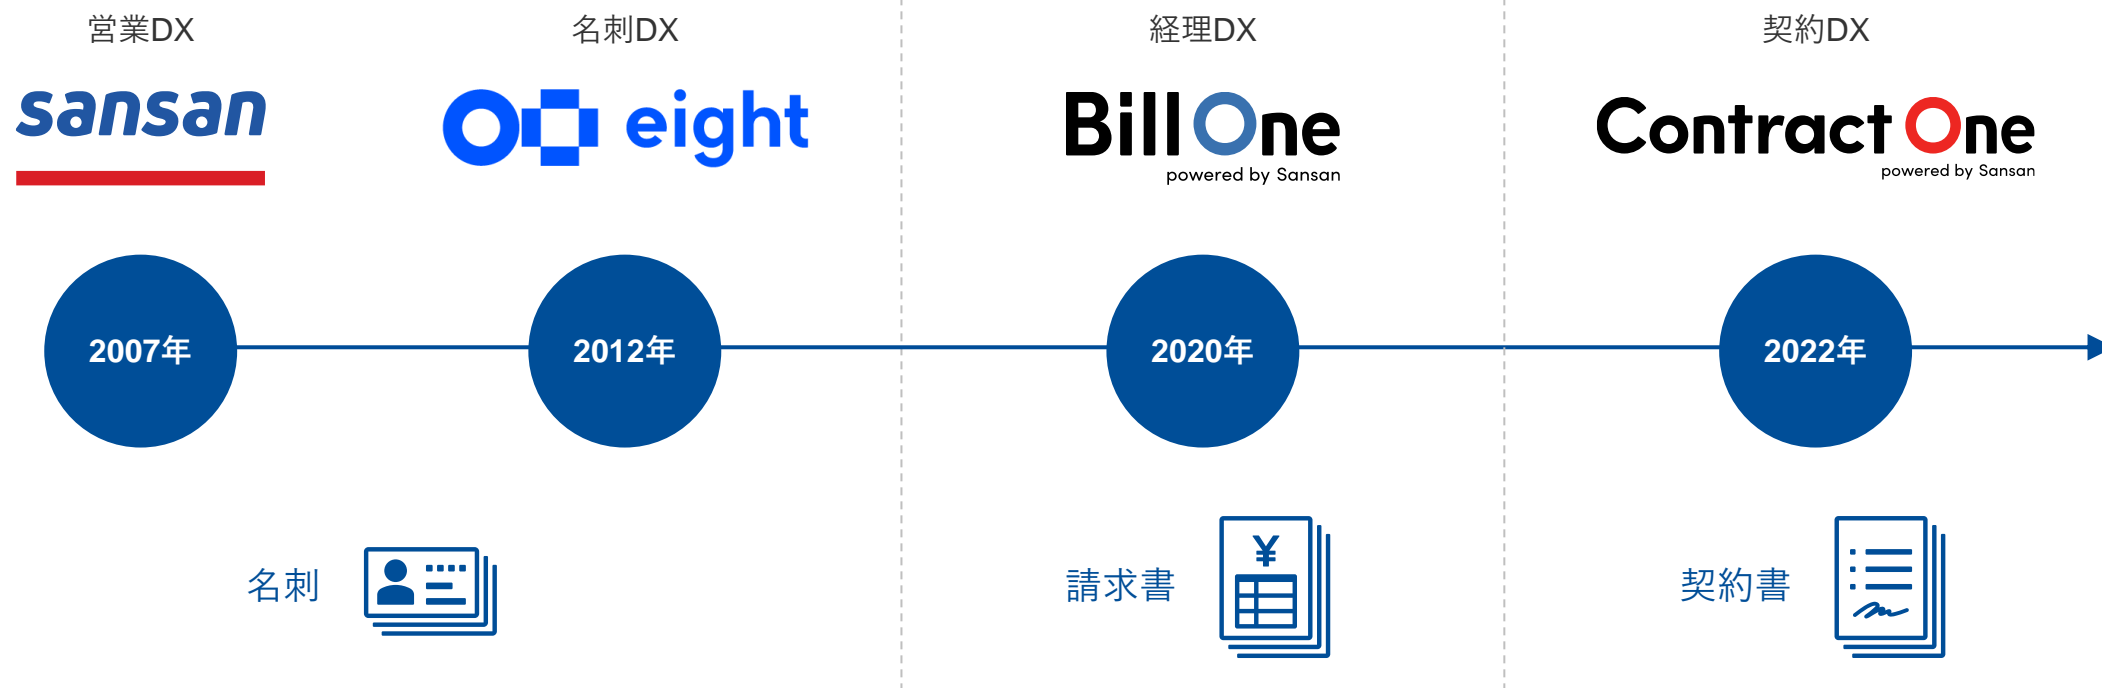 営業DX
名刺DX
経理DX
契約DX
sansan
eight
Bill One
powered by Sansan
Contract One
powered by Sansan
2007年
2012年
2020年
2022年
名刺
請求書
¥
契約書